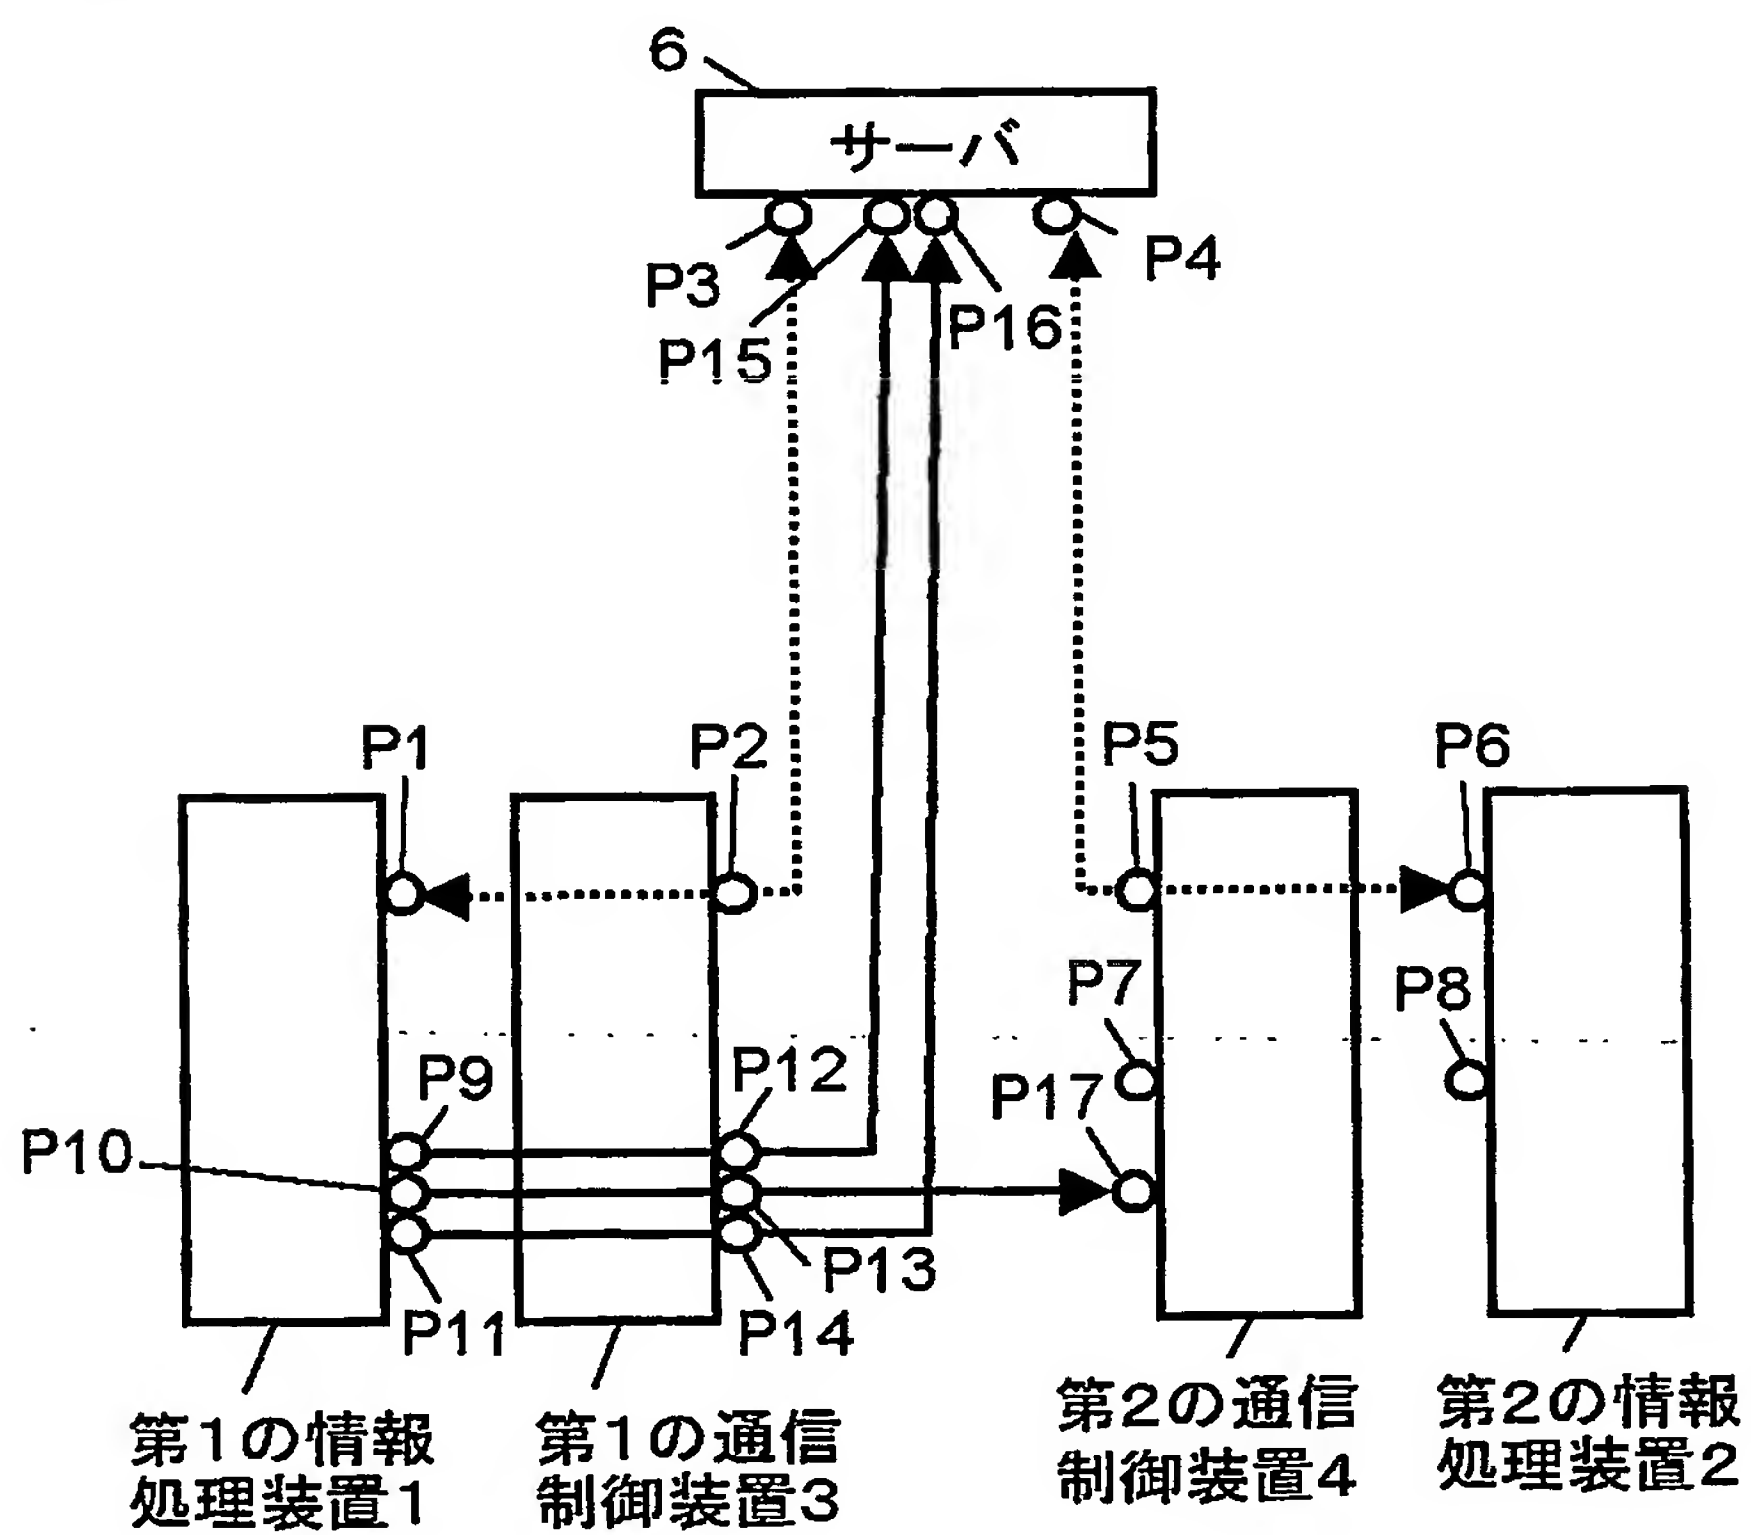 6
サーバ
P3
P4
P15
P16
P1
P2
P5
P6
P7
P8
P9
P12
P17
P10
P13
P11
P14
第1の情報
処理装置1
第1の通信
制御装置3
第2の通信
制御装置4
第2の情報
処理装置2